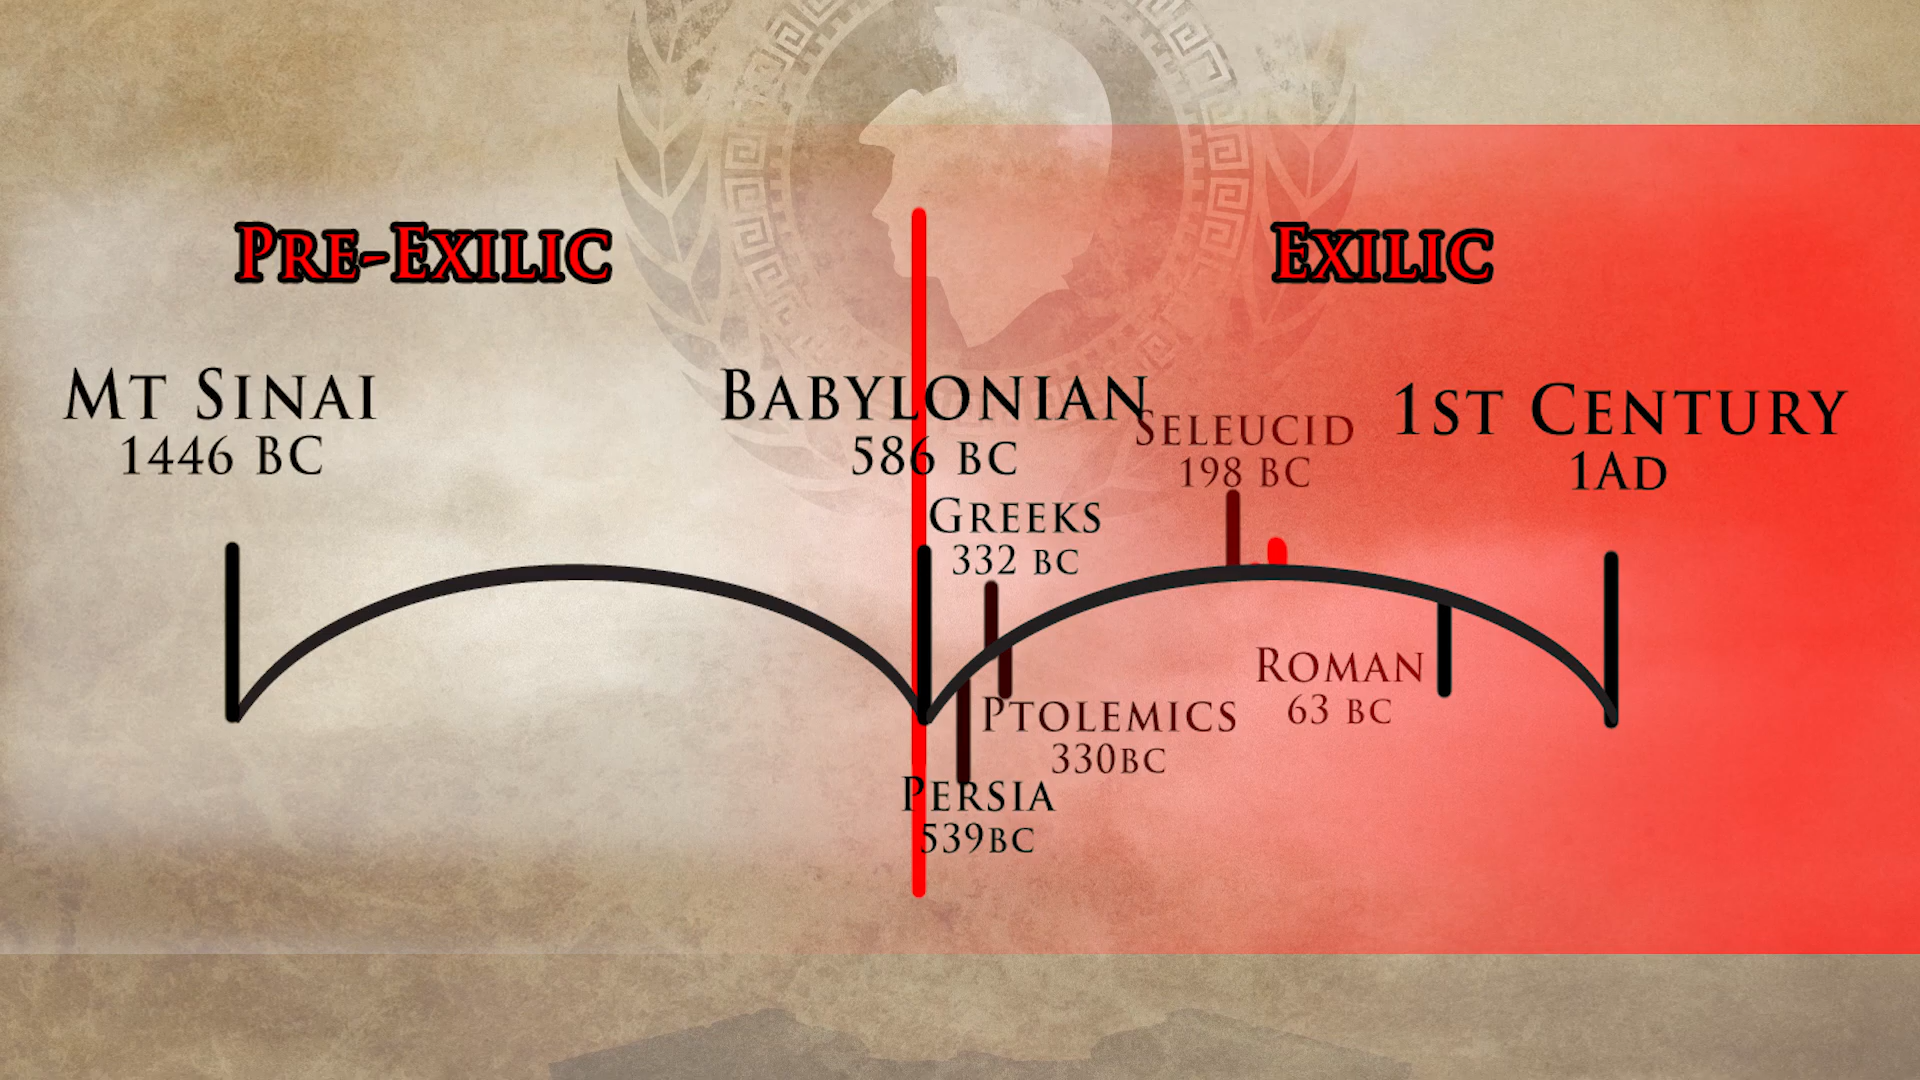 Pre-Exilic
Exilic
Mt Sinai
1446 BC
Babylonian
586 BC
Seleucid
198 BC
1st Century
1Ad
Greeks
332 BC
Roman
63 BC
Ptolemics
330BC
Persia
539BC